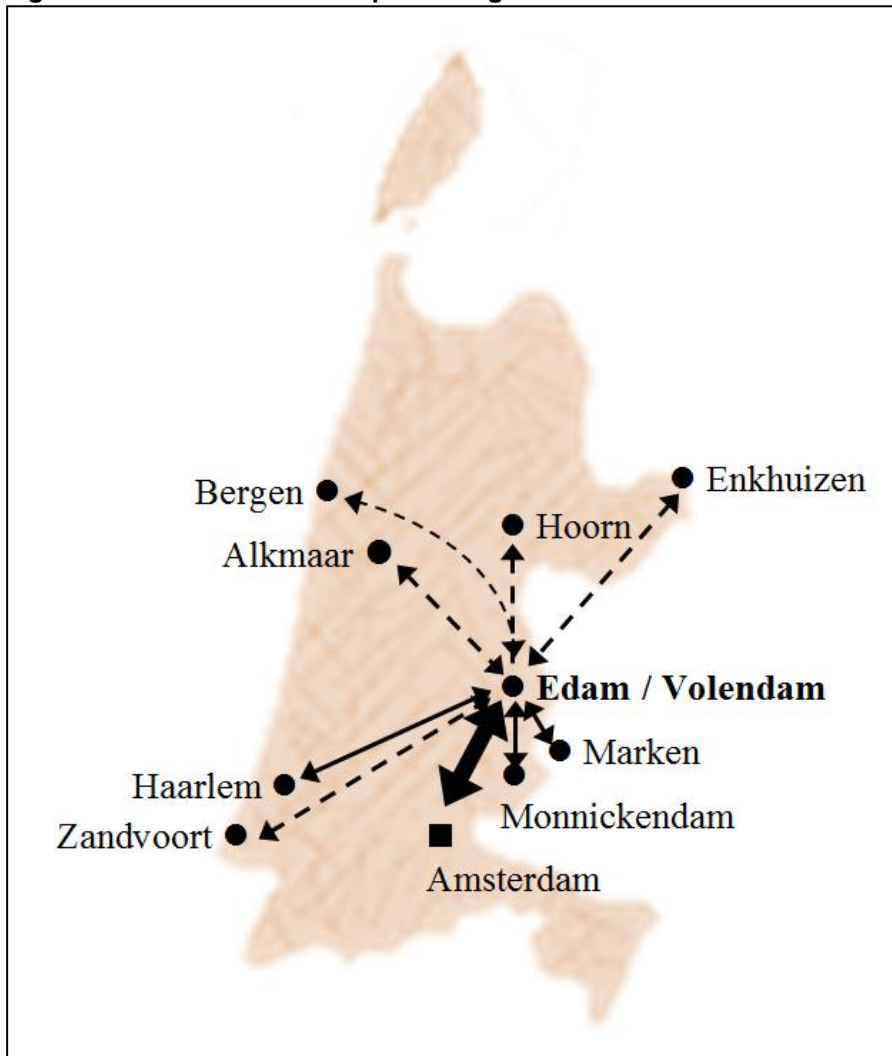 Bergen
Enkhuizen
Hoorn
Alkmaar
Edam / Volendam
Marken
Haarlem
Monnickendam
Zandvoort
Amsterdam